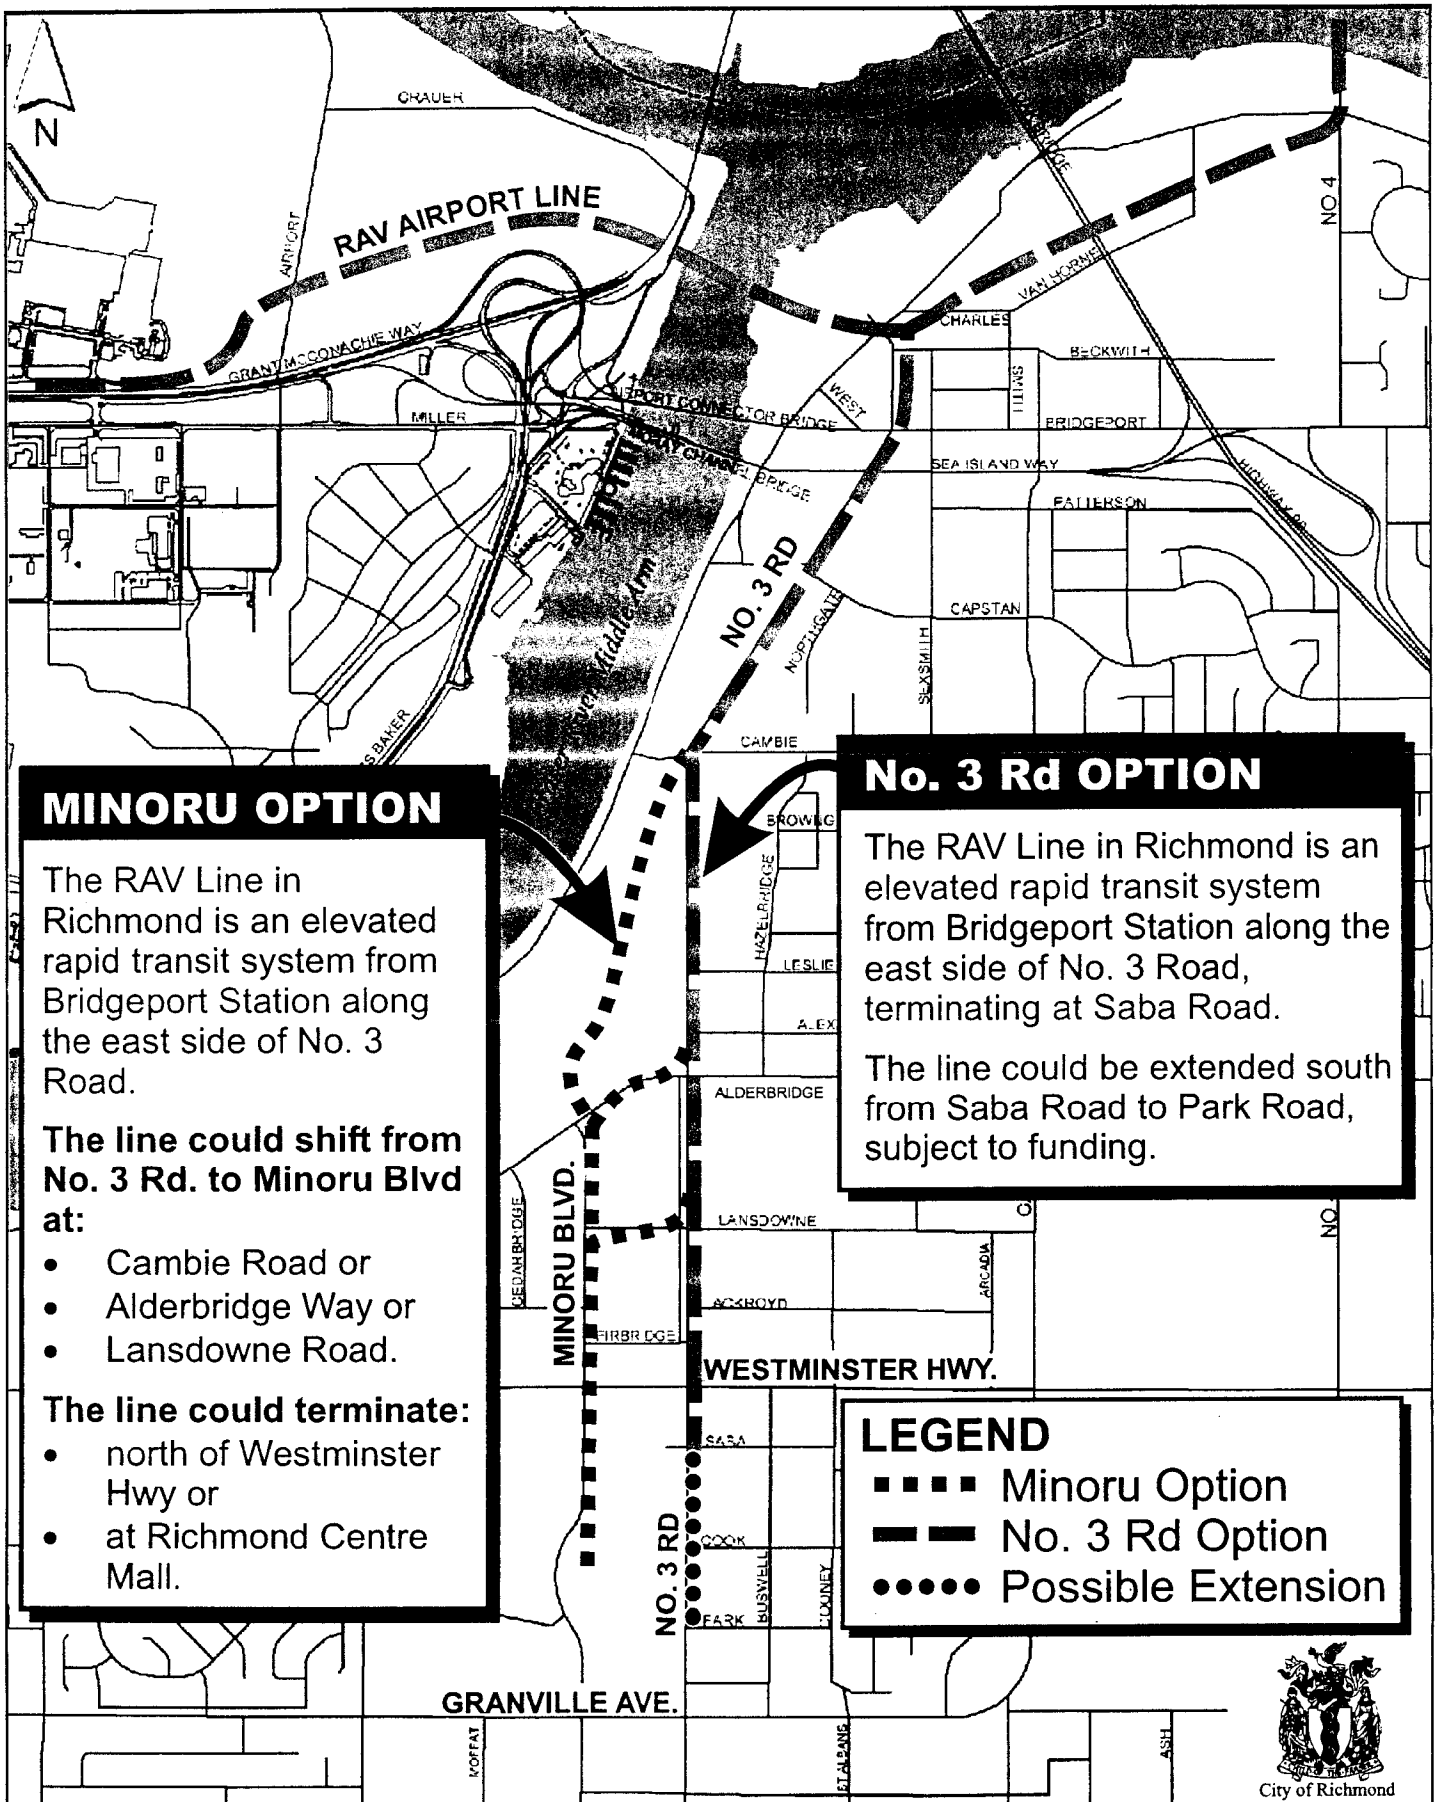 N
GRAUER
RAV AIRPORT LINE
AIRPORT
NO 4
VAN HORNE
CHARLES
GRANT MCCONACHIE WAY
BECKWITH
SMITH
WEST
MILLER
AIRPORT CONNECTOR BRIDGE
BRIDGEPORT
MORAY CHANNEL BRIDGE
SEA ISLAND WAY
HIGHWAY 99
PATTERSON
NO. 3 RD
Middle Arm
NORTHGATE
CAPSTAN
SEXSMITH
CAMBIE
MINORU OPTION
The RAV Line in
Richmond is an elevated
rapid transit system from
Bridgeport Station along
the east side of No. 3
Road.
The line could shift from
No. 3 Rd. to Minoru Blvd
at:
• Cambie Road or
• Alderbridge Way or
• Lansdowne Road.
The line could terminate:
• north of Westminster
Hwy or
• at Richmond Centre
Mall.
No. 3 Rd OPTION
The RAV Line in Richmond is an
elevated rapid transit system
from Bridgeport Station along the
east side of No. 3 Road,
terminating at Saba Road.
The line could be extended south
from Saba Road to Park Road,
subject to funding.
BROWNG
HAZELBRIDGE
LESLIE
ALEX
ALDERBRIDGE
CEDARBRIDGE
MINORU BLVD.
LANSDOWNE
NO
ARCADIA
ACKROYD
FIRBRIDGE
WESTMINSTER HWY.
SABA
NO. 3 RD
COOK
BUSWELL
COONEY
PARK
LEGEND
Minoru Option
No. 3 Rd Option
Possible Extension
GRANVILLE AVE.
MOFFAT
ST ALBANS
ASH
City of Richmond